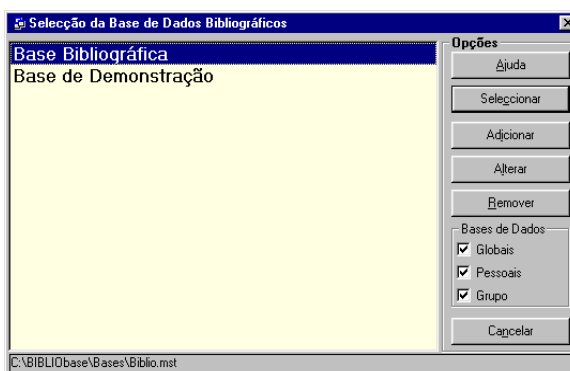 Selecção da Base de Dados Bibliográficos
Base Bibliográfica
Base de Demonstração
Opções
Ajuda
Seleccionar
Adicionar
Alterar
Remover
Bases de Dados
Globais
Pessoais
Grupo
Cancelar
C:\BIBLIObase\Bases\Biblio.mst